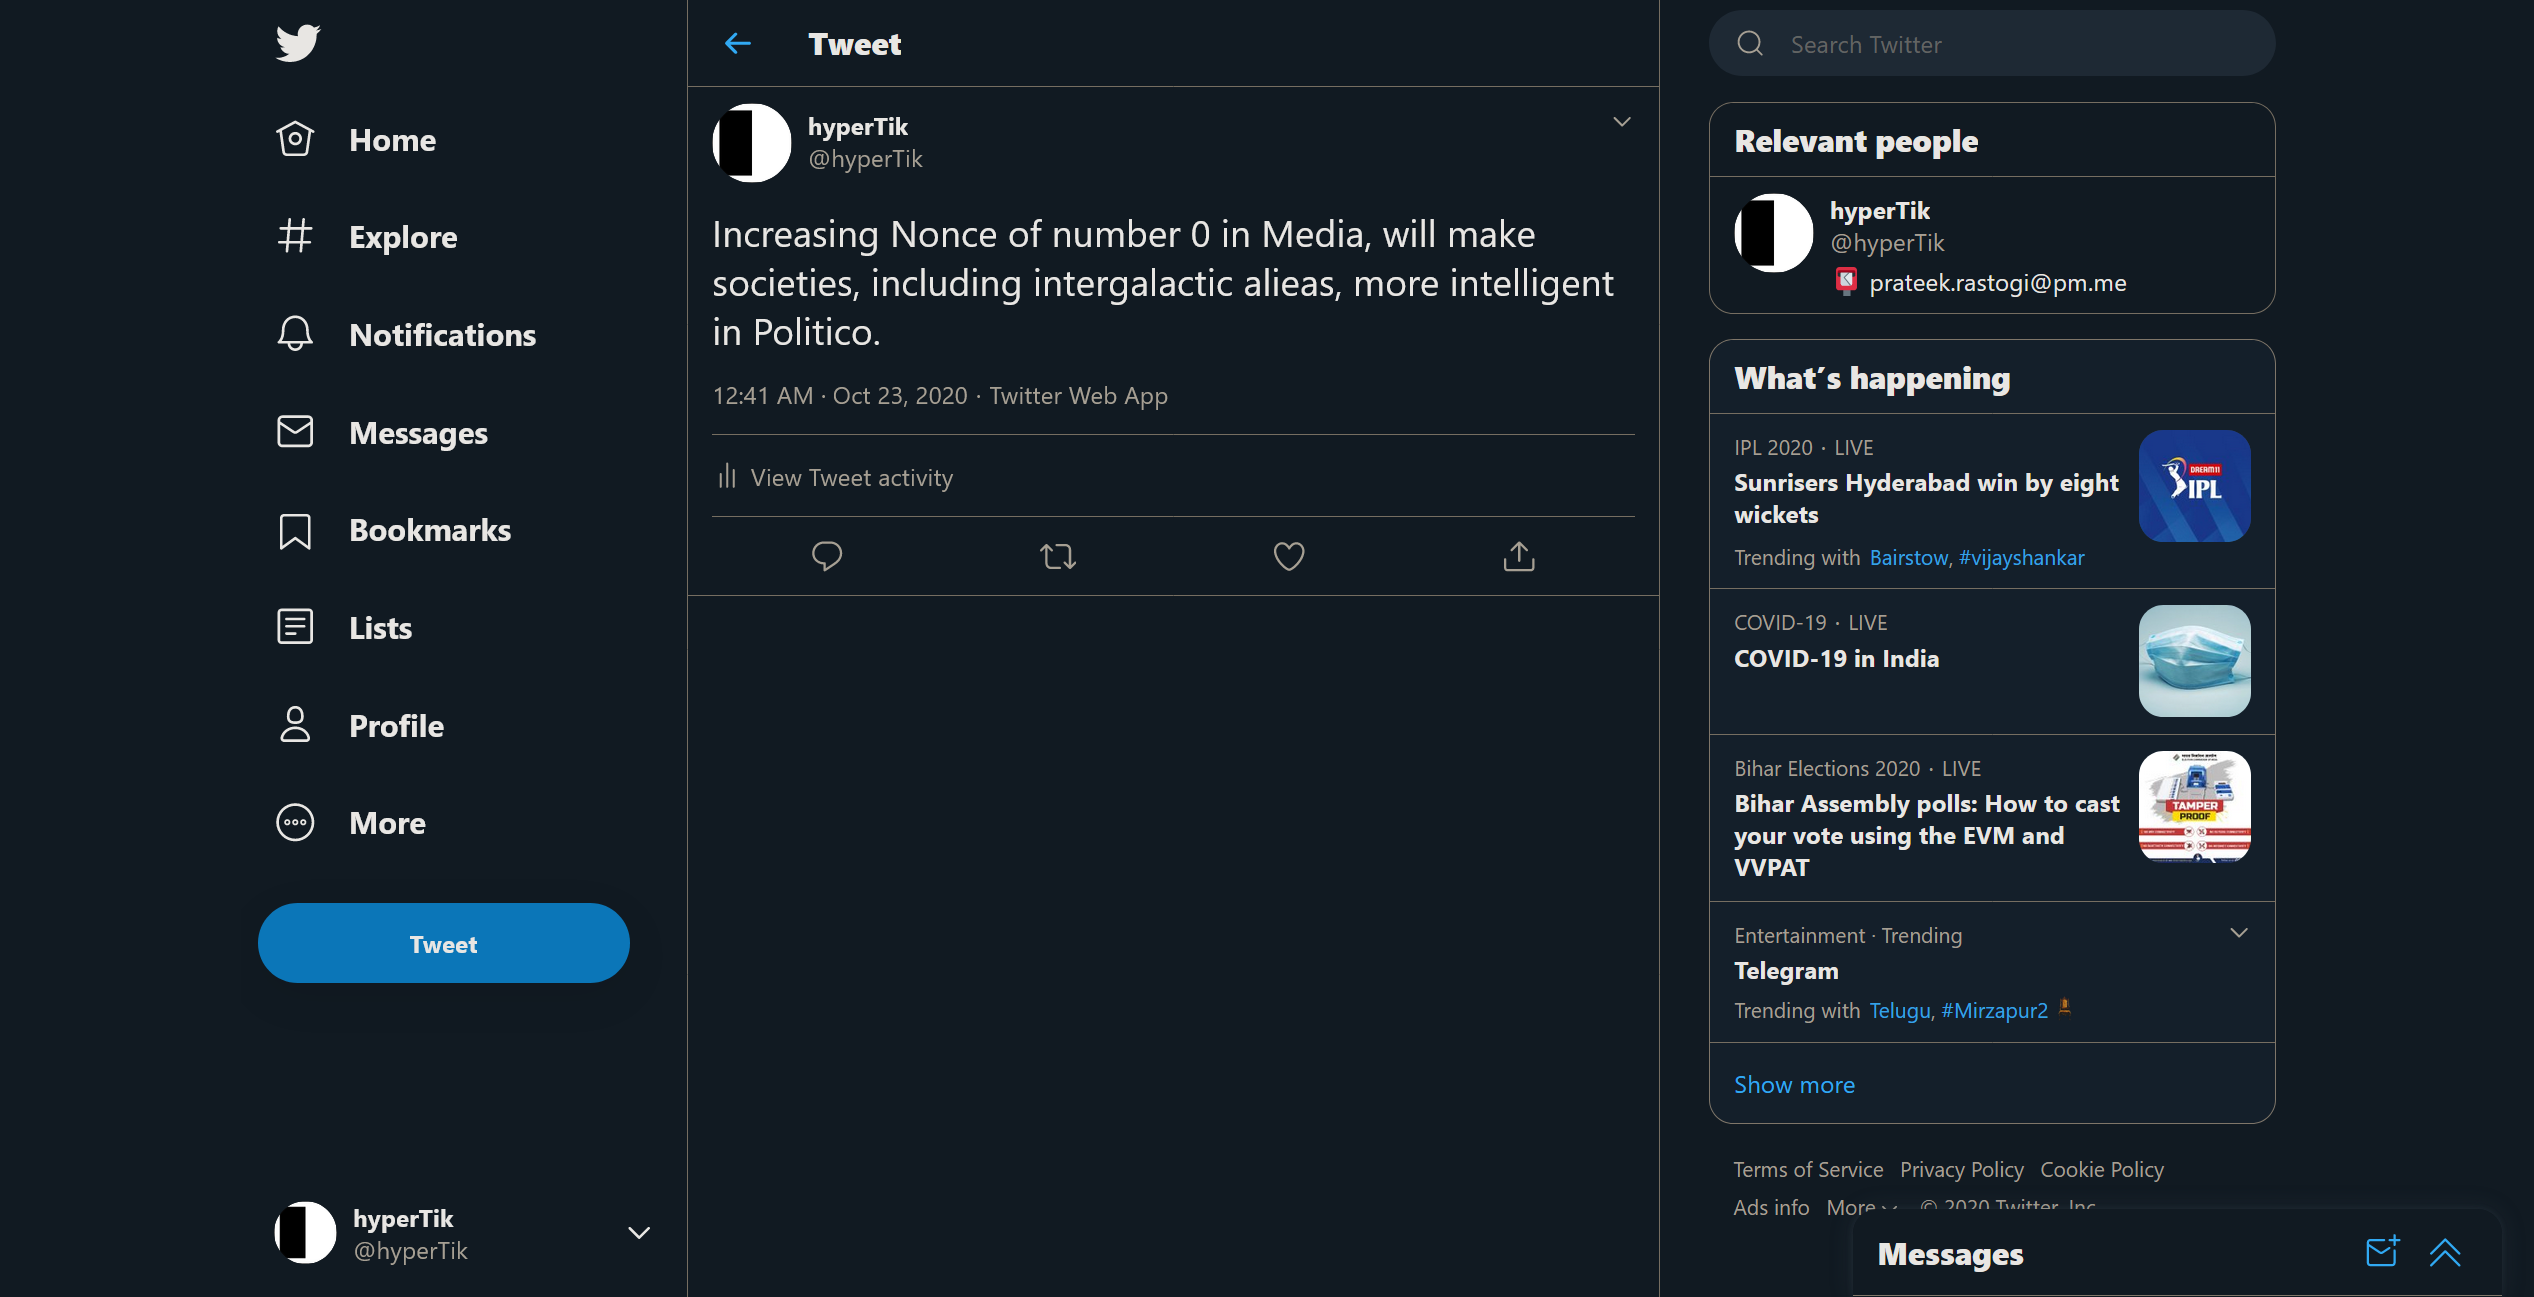 Home
Explore
Notifications
Messages
Bookmarks
Lists
Profile
More
Tweet
hyperTik
@hyperTik
Tweet
hyperTik
@hyperTik
Increasing Nonce of number 0 in Media, will make
societies, including intergalactic alieas, more intelligent
in Politico.
12:41 AM · Oct 23, 2020 · Twitter Web App
View Tweet activity
Search Twitter
Relevant people
hyperTik
@hyperTik
prateek.rastogi@pm.me
What's happening
IPL 2020 · LIVE
Sunrisers Hyderabad win by eight
wickets
Trending with Bairstow, #vijayshankar
DREAM11
IPL
COVID-19 · LIVE
COVID-19 in India
Bihar Elections 2020 · LIVE
Bihar Assembly polls: How to cast
your vote using the EVM and
VVPAT
TAMPER
PROOF
Entertainment · Trending
Telegram
Trending with Telugu, #Mirzapur2
Show more
Terms of Service Privacy Policy Cookie Policy
Ads info More © 2020 Twitter, Inc.
Messages